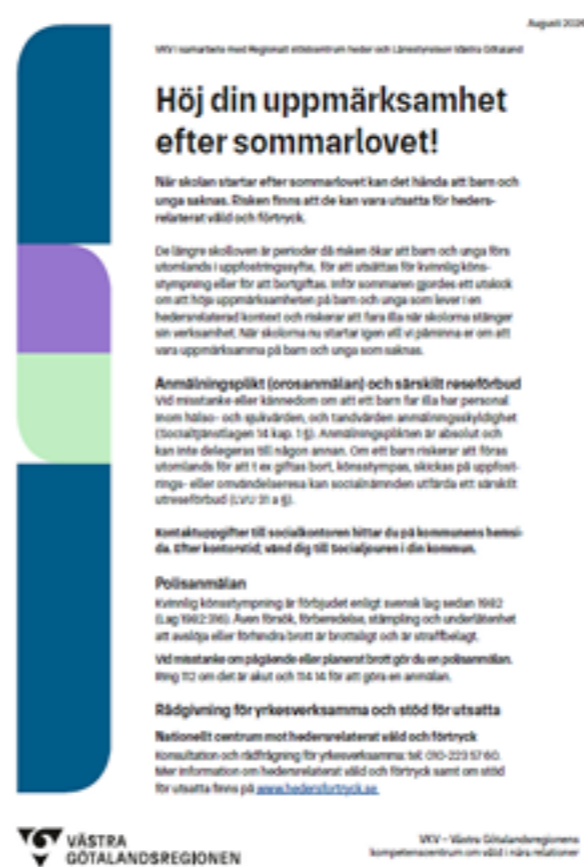 Augusti 2024
VKV i samarbete med Regionalt stödcentrum heder och Länsstyrelsen Västra Götaland
Höj din uppmärksamhet
efter sommarlovet!
När skolan startar efter sommarlovet kan det hända att barn och
unga saknas. Risken finns att de kan vara utsatta för heders-
relaterat våld och förtryck.
De längre skolloven är perioder då risken ökar att barn och unga förs
utomlands i uppfostringssyfte, för att utsättas för kvinnlig köns-
stympning eller för att bortgiftas. Inför sommaren gjordes ett utskick
om att höja uppmärksamheten på barn och unga som lever i en
hedersrelaterad kontext och riskerar att fara illa när skolorna stänger
sin verksamhet. När skolorna nu startar igen vill vi påminna er om att
vara uppmärksamma på barn och unga som saknas.
Anmälningsplikt (orosanmälan) och särskilt reseförbud
Vid misstanke eller kännedom om att ett barn far illa har personal
inom hälso- och sjukvården, och tandvården anmälningsskyldighet
(Socialtjänstlagen 14 kap. 1 §). Anmälningsplikten är absolut och
kan inte delegeras till någon annan. Om ett barn riskerar att föras
utomlands för att t ex giftas bort, könsstympas, skickas på uppfost-
rings- eller omvändelseresa kan socialnämnden utfärda ett särskilt
utreseförbud (LVU 31 a §).
Kontaktuppgifter till socialkontoren hittar du på kommunens hemsi-
da. Efter kontorstid; vänd dig till Socialjouren i din kommun.
Polisanmälan
Kvinnlig könsstympning är förbjudet enligt svensk lag sedan 1982
(Lag 1982:316). Även försök, förberedelse, stämpling och underlåtenhet
att avslöja eller förhindra brott är brottsligt och är straffbelagt.
Vid misstanke om pågående eller planerat brott gör du en polisanmälan.
Ring 112 om det är akut och 114 14 för att göra en anmälan.
Rådgivning för yrkesverksamma och stöd för utsatta
Nationellt centrum mot hedersrelaterat våld och förtryck
Konsultation och rådfrågning för yrkesverksamma: tel: 010-223 57 60.
Mer information om hedersrelaterat våld och förtryck samt om stöd
för utsatta finns på www.hedersfortryck.se
VÄSTRA
GÖTALANDSREGIONEN
VKV – Västra Götalandsregionens
kompetenscentrum om våld i nära relationer